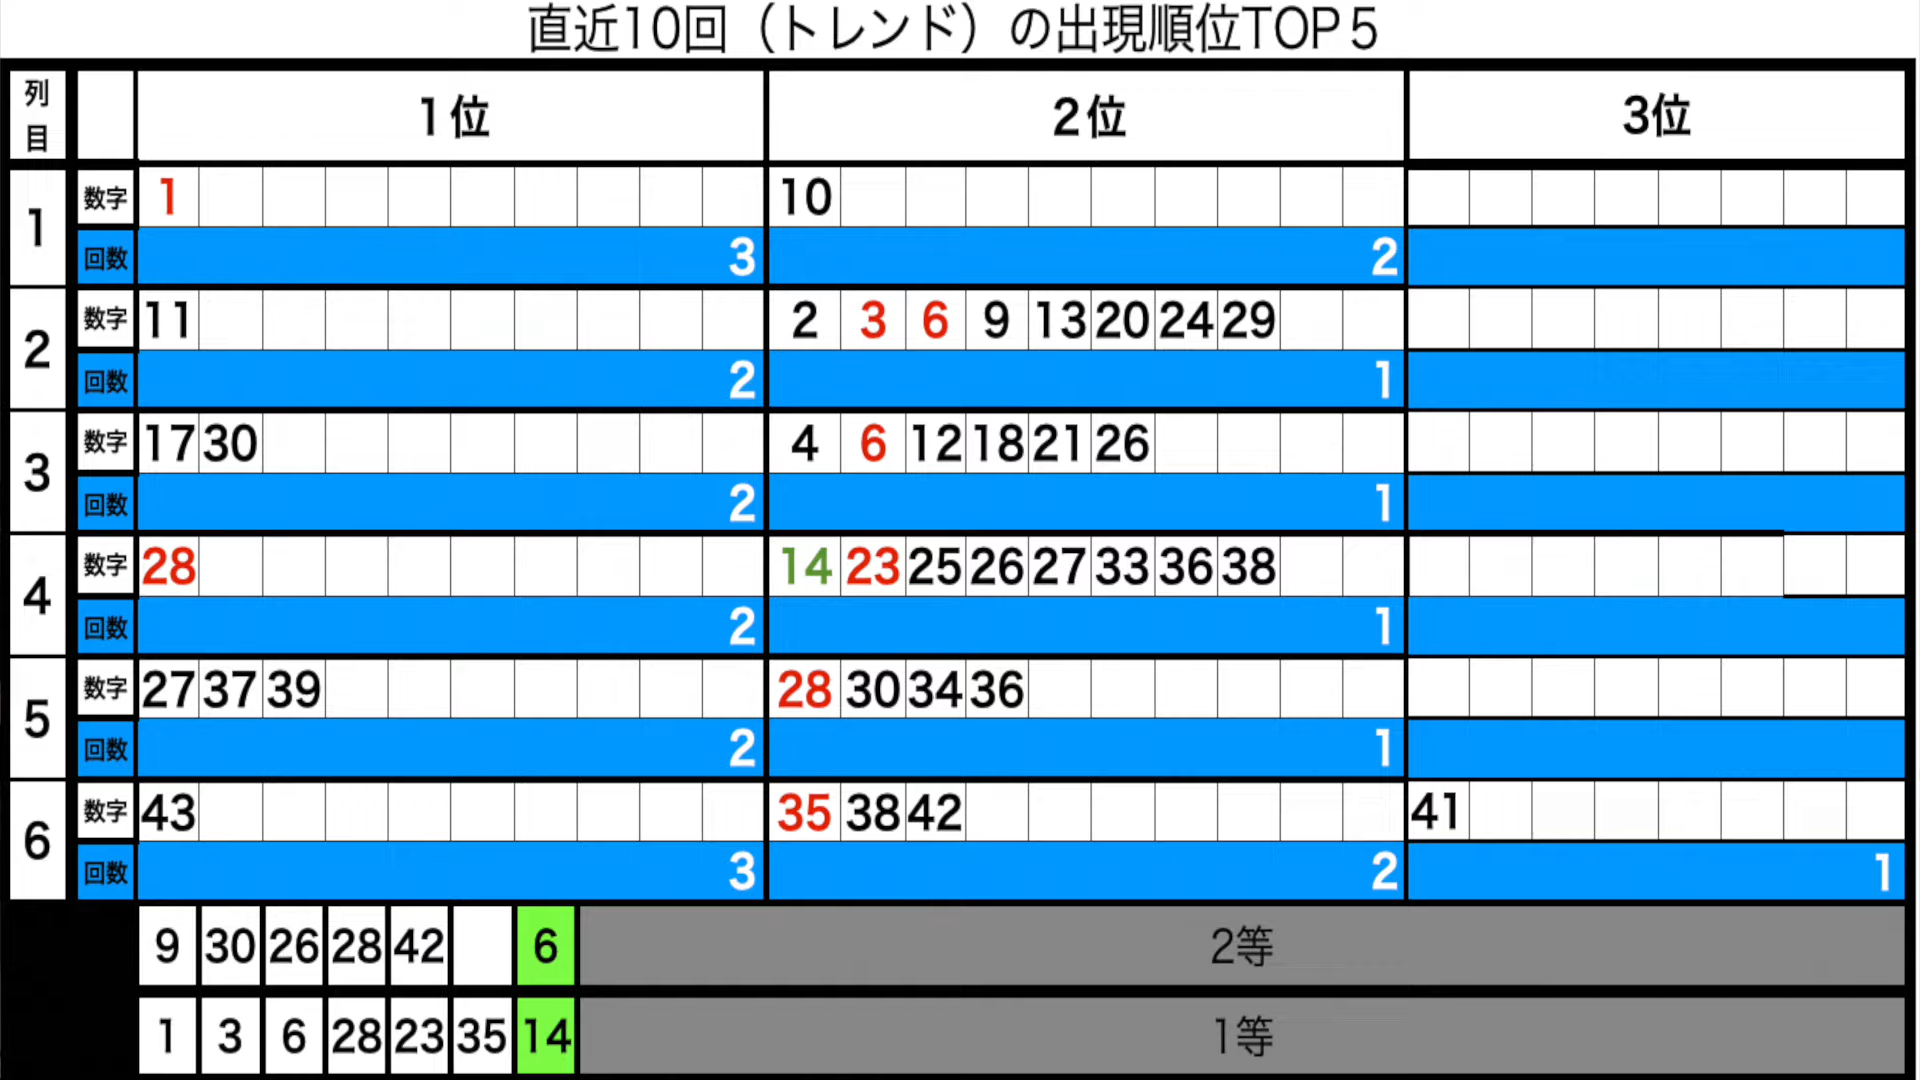 直近10回（トレンド）の出現順位TOP５
列目 1位 2位 3位
1 数字 1 10
回数 3 2
2 数字 11 2 3 6 9 13 20 24 29
回数 2 1
3 数字 17 30 4 6 12 18 21 26
回数 2 1
4 数字 28 14 23 25 26 27 33 36 38
回数 2 1
5 数字 27 37 39 28 30 34 36
回数 2 1
6 数字 43 35 38 42 41
回数 3 2 1
9 30 26 28 42 6 2等
1 3 6 28 23 35 14 1等